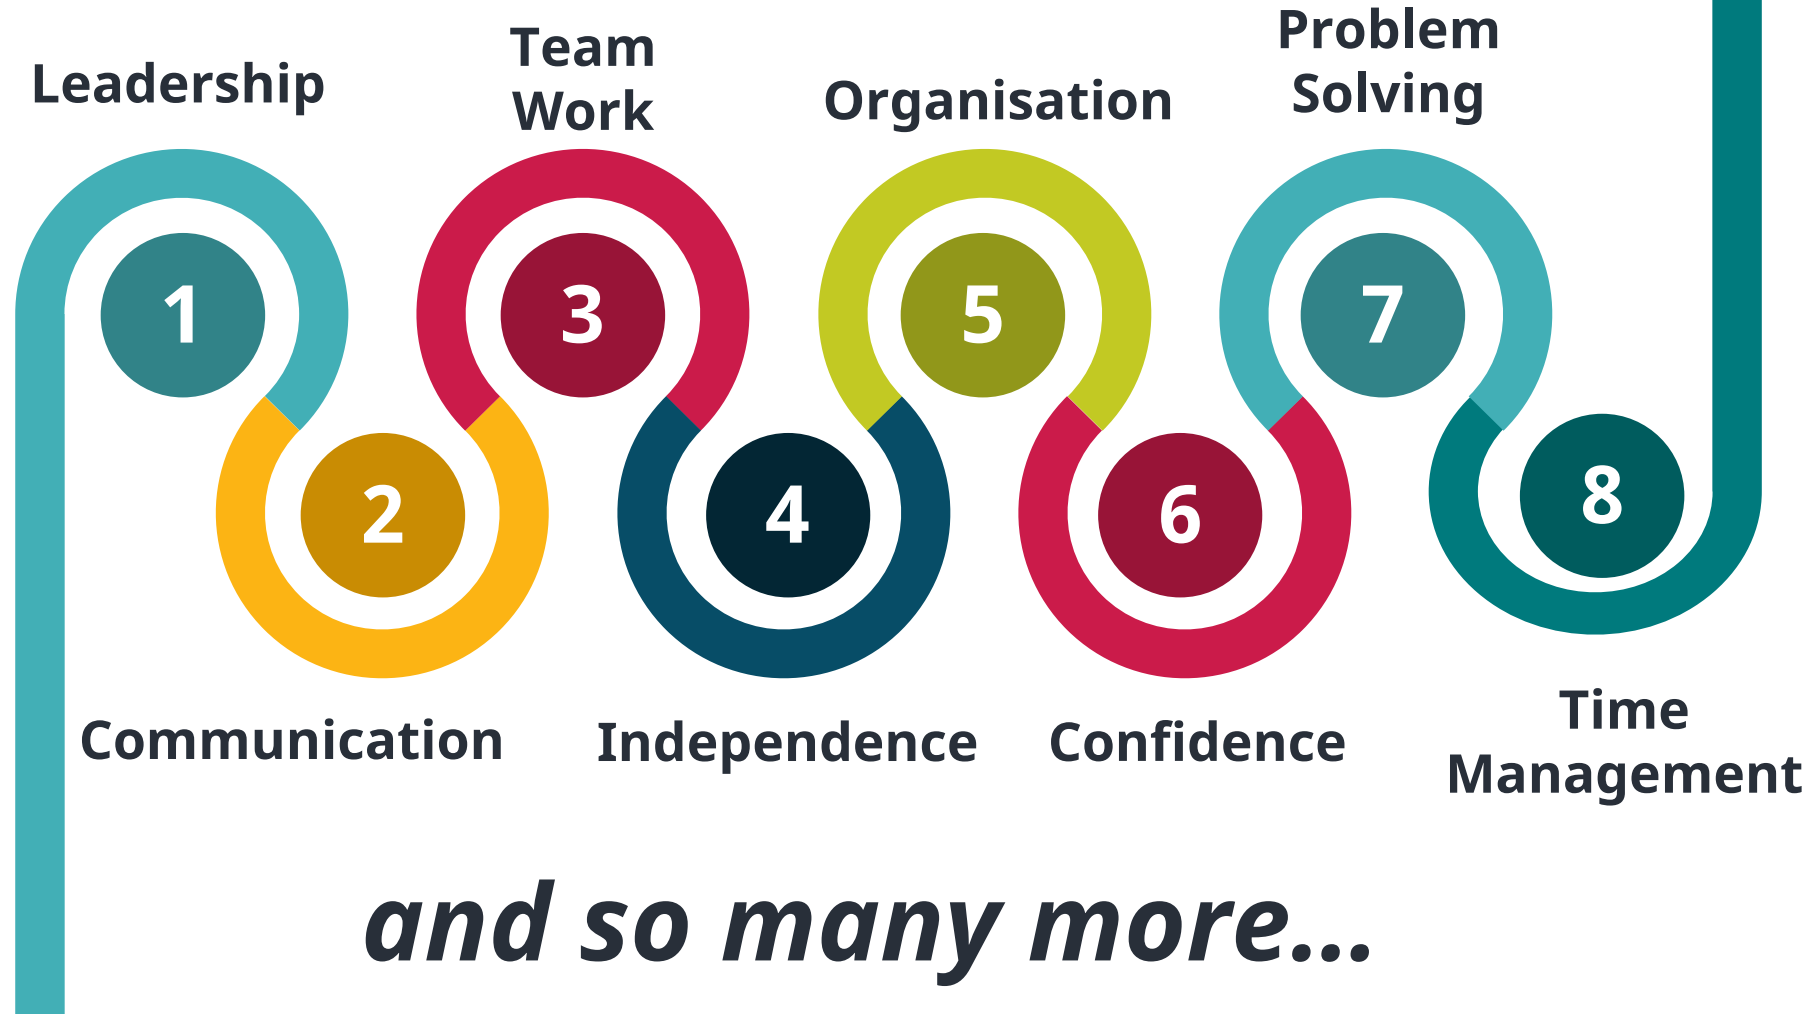 Leadership
1
Communication
2
Team
Work
3
Independence
4
Organisation
5
Confidence
6
Problem
Solving
7
Time
Management
8
and so many more...